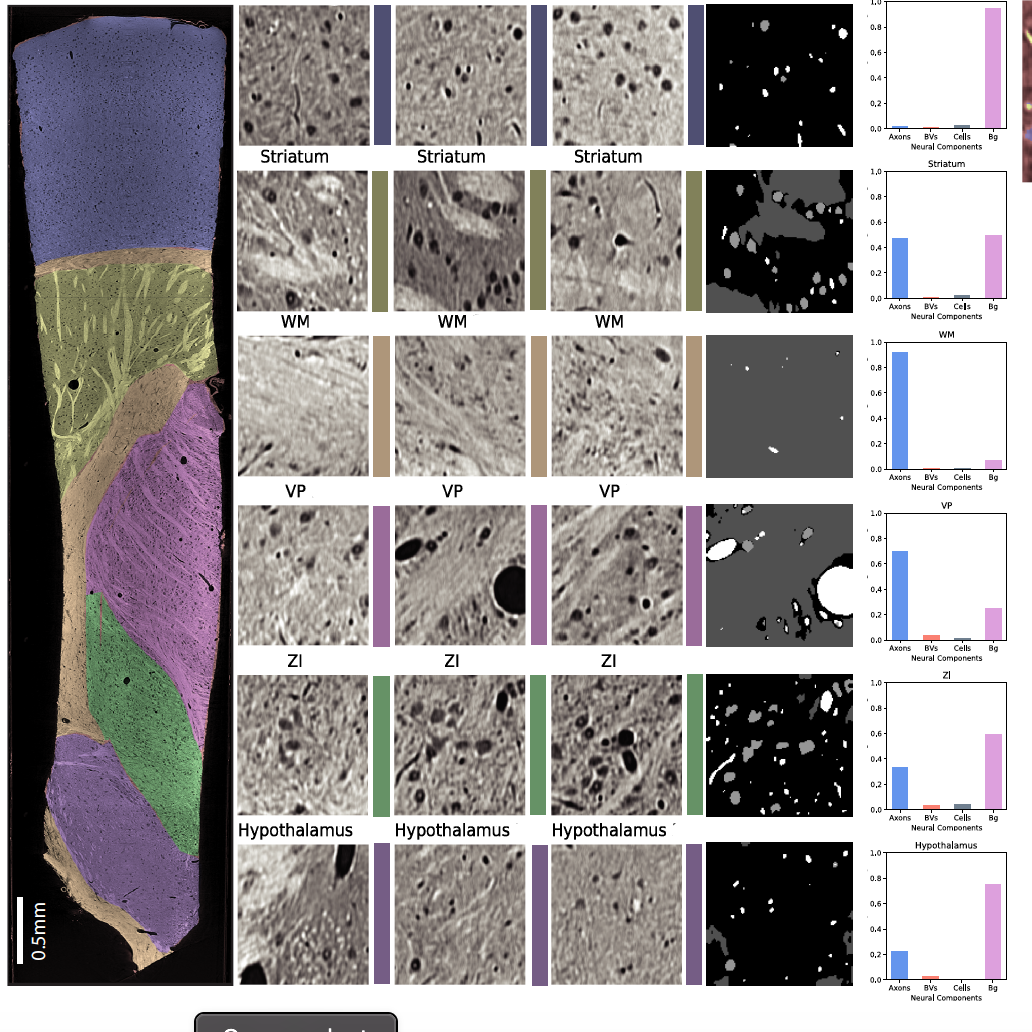 1.0
0.8
0.6
0.4
0.2
0.0
Axons BVs Cells Bg
Neural Components
Striatum Striatum Striatum
Striatum
1.0
0.8
0.6
0.4
0.2
0.0
Axons BVs Cells Bg
Neural Components
WM WM WM
WM
1.0
0.8
0.6
0.4
0.2
0.0
Axons BVs Cells Bg
Neural Components
VP VP VP
VP
1.0
0.8
0.6
0.4
0.2
0.0
Axons BVs Cells Bg
Neural Components
ZI ZI ZI
ZI
1.0
0.8
0.6
0.4
0.2
0.0
Axons BVs Cells Bg
Neural Components
Hypothalamus Hypothalamus Hypothalamus
Hypothalamus
1.0
0.8
0.6
0.4
0.2
0.0
Axons BVs Cells Bg
Neural Components
0.5mm